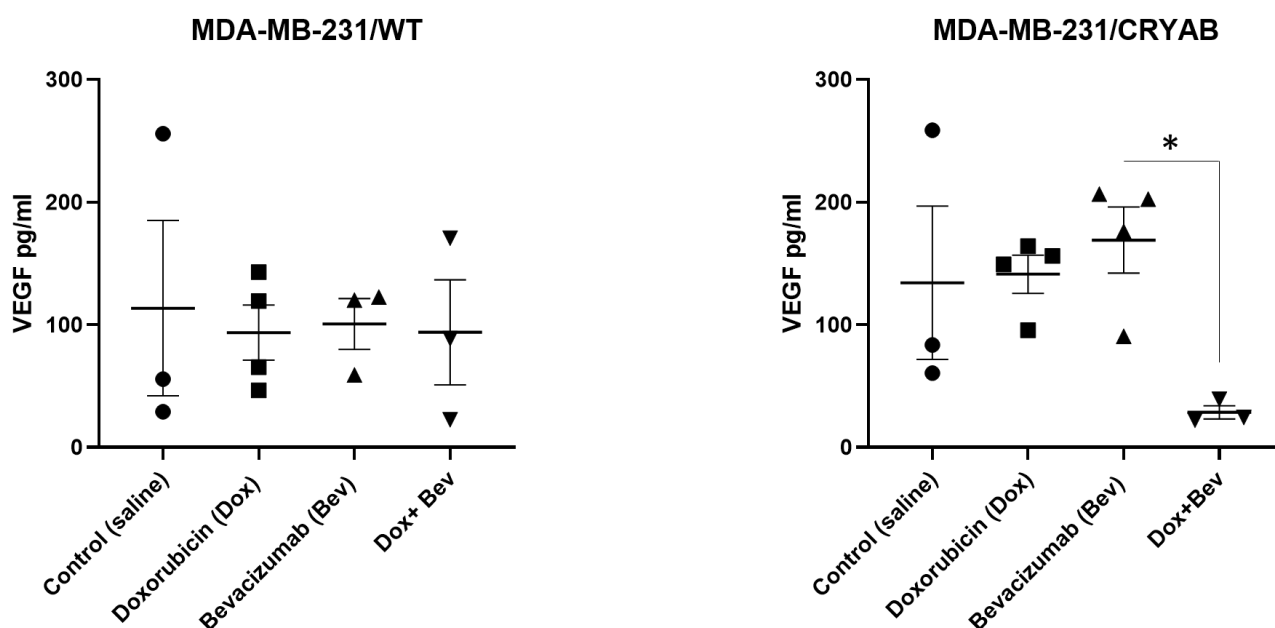 MDA-MB-231/WT
VEGF pg/ml
300
200
100
0
Control (saline)
Doxorubicin (Dox)
Bevacizumab (Bev)
Dox+ Bev
MDA-MB-231/CRYAB
VEGF pg/ml
300
200
100
0
*
Control (saline)
Doxorubicin (Dox)
Bevacizumab (Bev)
Dox+Bev